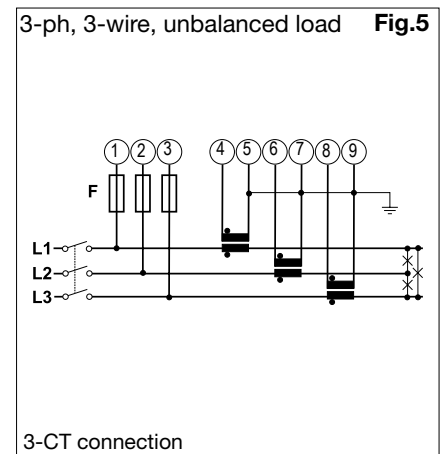 3-ph, 3-wire, unbalanced load Fig.5
1 2 3 4 5 6 7 8 9
F
L1
L2
L3
3-CT connection